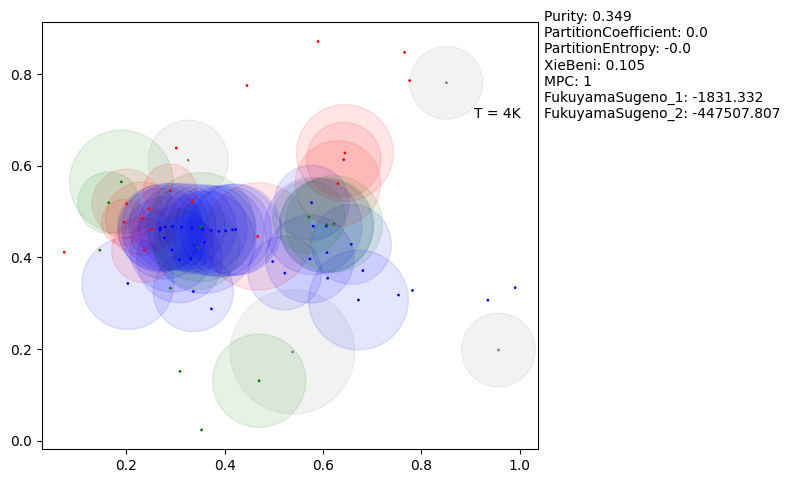 Purity: 0.349
PartitionCoefficient: 0.0
PartitionEntropy: -0.0
XieBeni: 0.105
MPC: 1
FukuyamaSugeno_1: -1831.332
FukuyamaSugeno_2: -447507.807
T = 4K
0.8
0.6
0.4
0.2
0.0
0.2
0.4
0.6
0.8
1.0